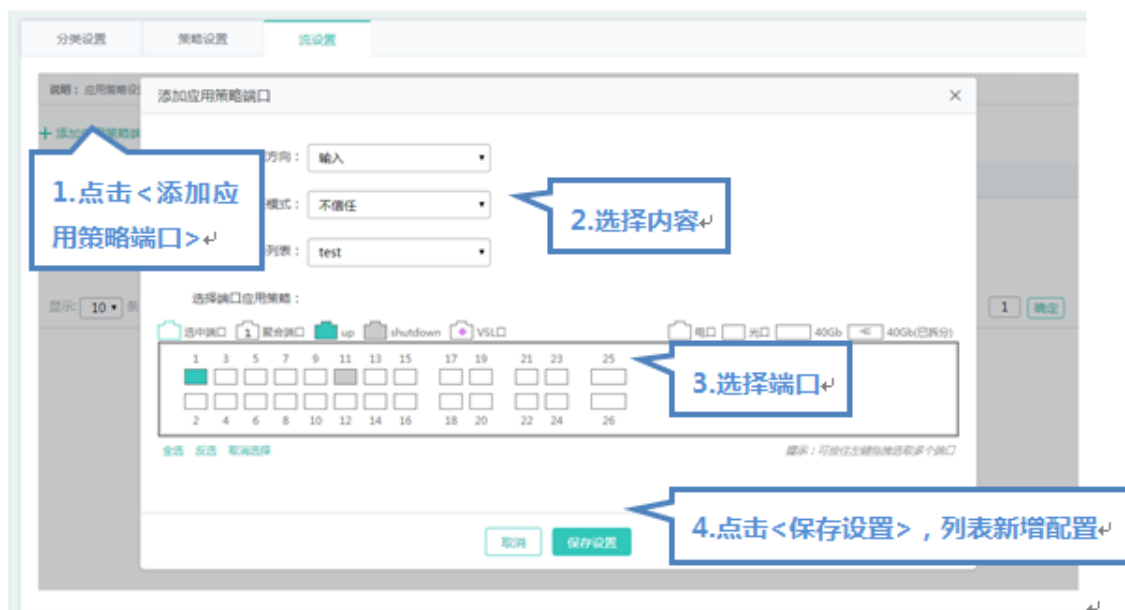 分类设置 策略设置 流设置
说明：应用策略设
添加应用策略端口 ×
+ 添加应用策略端
方向： 输入
1.点击<添加应
用策略端口>↵
模式： 不信任
2.选择内容↵
列表： test
选择端口应用策略：
显示: 10 条 1 确定
选中端口 1 聚合端口 up shutdown VSL口 电口 光口 40Gb 40Gb(已拆分)
1 3 5 7 9 11 13 15 17 19 21 23 25
3.选择端口↵
2 4 6 8 10 12 14 16 18 20 22 24 26
全选 反选 取消选择 提示：可按住左键拖拽选取多个端口
4.点击<保存设置>，列表新增配置↵
取消 保存设置
↵